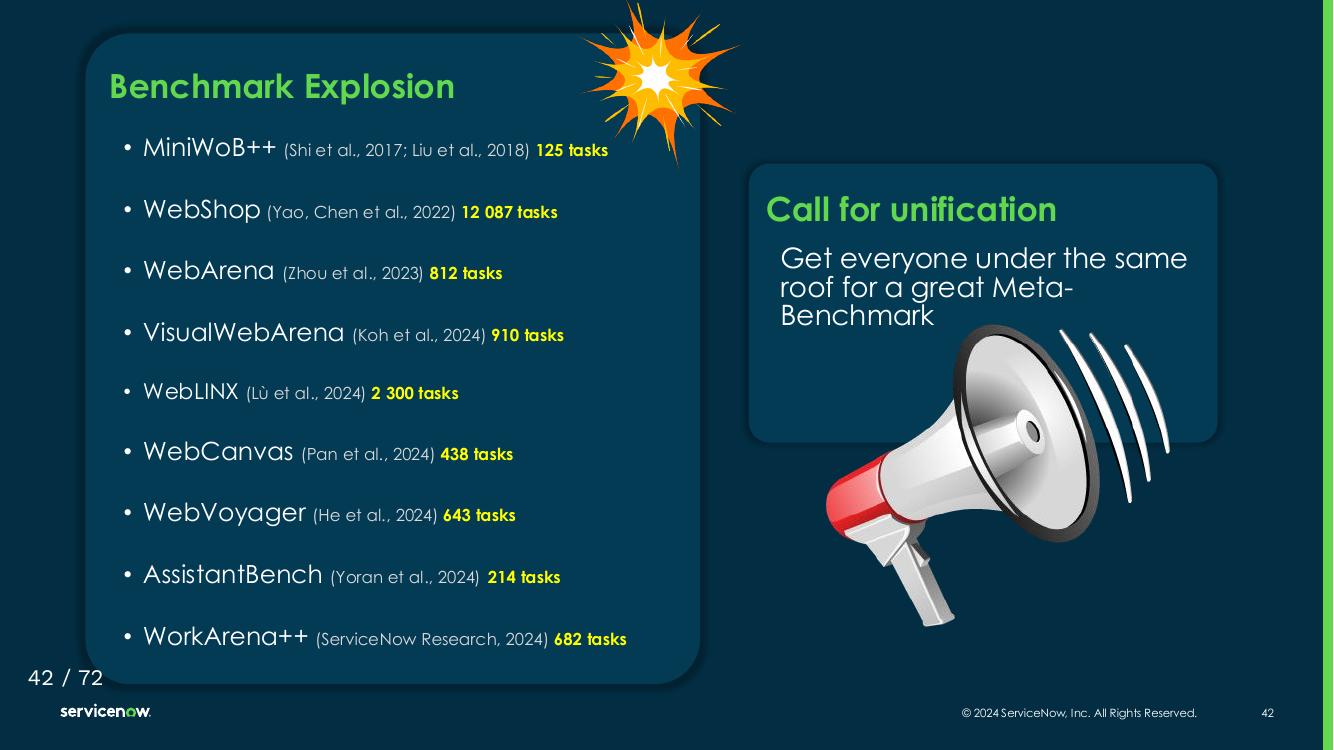 Benchmark Explosion
• MiniWoB++ (Shi et al., 2017; Liu et al., 2018) 125 tasks
• WebShop (Yao, Chen et al., 2022) 12 087 tasks
• WebArena (Zhou et al., 2023) 812 tasks
• VisualWebArena (Koh et al., 2024) 910 tasks
• WebLINX (Lù et al., 2024) 2 300 tasks
• WebCanvas (Pan et al., 2024) 438 tasks
• WebVoyager (He et al., 2024) 643 tasks
• AssistantBench (Yoran et al., 2024) 214 tasks
• WorkArena++ (ServiceNow Research, 2024) 682 tasks
Call for unification
Get everyone under the same
roof for a great Meta-
Benchmark
42 / 72
servicenow.
© 2024 ServiceNow, Inc. All Rights Reserved.
42